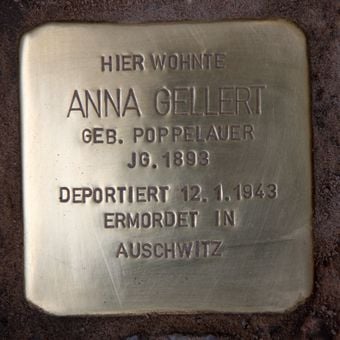 HIER WOHNTE
ANNA GELLERT
GEB. POPPELAUER
JG. 1893
DEPORTIERT 12.1.1943
ERMORDET IN
AUSCHWITZ